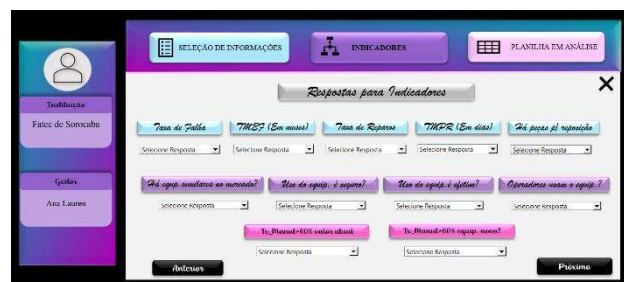 SELEÇÃO DE INFORMAÇÕES
INDICADORES
PLANILHA EM ANÁLISE
Instituição
Fatec de Sorocaba
Gestor
Ana Lauren
Respostas para Indicadores
Taxa de Falha
TMEF (Em meses)
Taxa de Reparos
TMPR (Em dias)
Há peças p/ reposição
Selecione Resposta
Selecione Resposta
Selecione Resposta
Selecione Resposta
Selecione Resposta
Há equip. similares no mercado?
Uso do equip. é seguro?
Uso do equip. é efetivo?
Operadores usam o equip.?
Selecione Resposta
Selecione Resposta
Selecione Resposta
Selecione Resposta
Tx_Manut>60% valor atual
Tx_Manut>60% equip. novo?
Selecione Resposta
Selecione Resposta
Anterior
Próximo